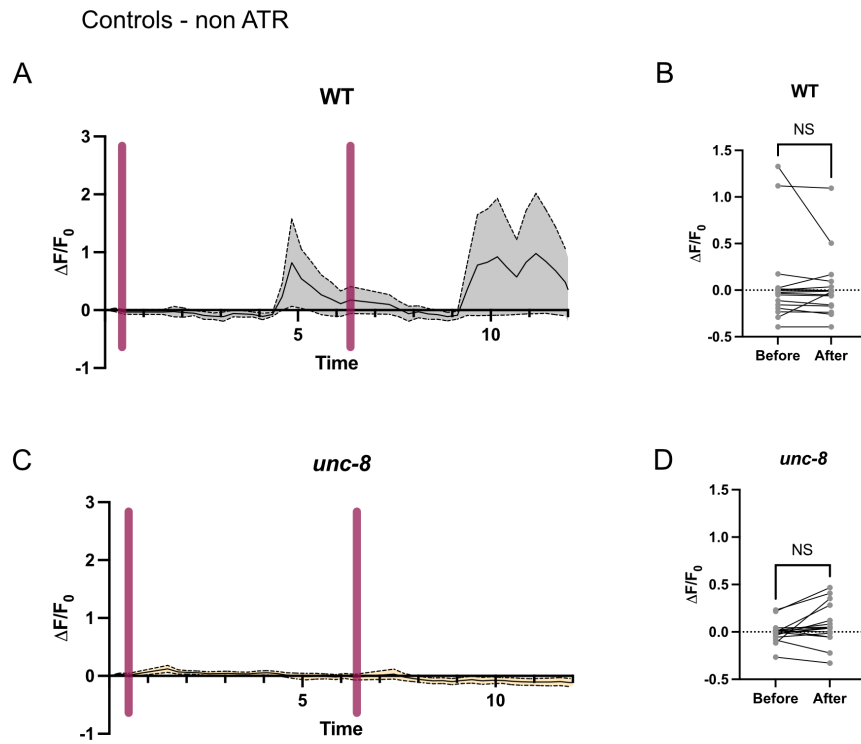 Controls - non ATR
A
WT
ΔF/F0
3
2
1
0
-1
5
10
Time
B
WT
NS
ΔF/F0
1.5
1.0
0.5
0.0
-0.5
Before After
C
unc-8
ΔF/F0
3
2
1
0
-1
5
10
Time
D
unc-8
NS
ΔF/F0
1.5
1.0
0.5
0.0
-0.5
Before After